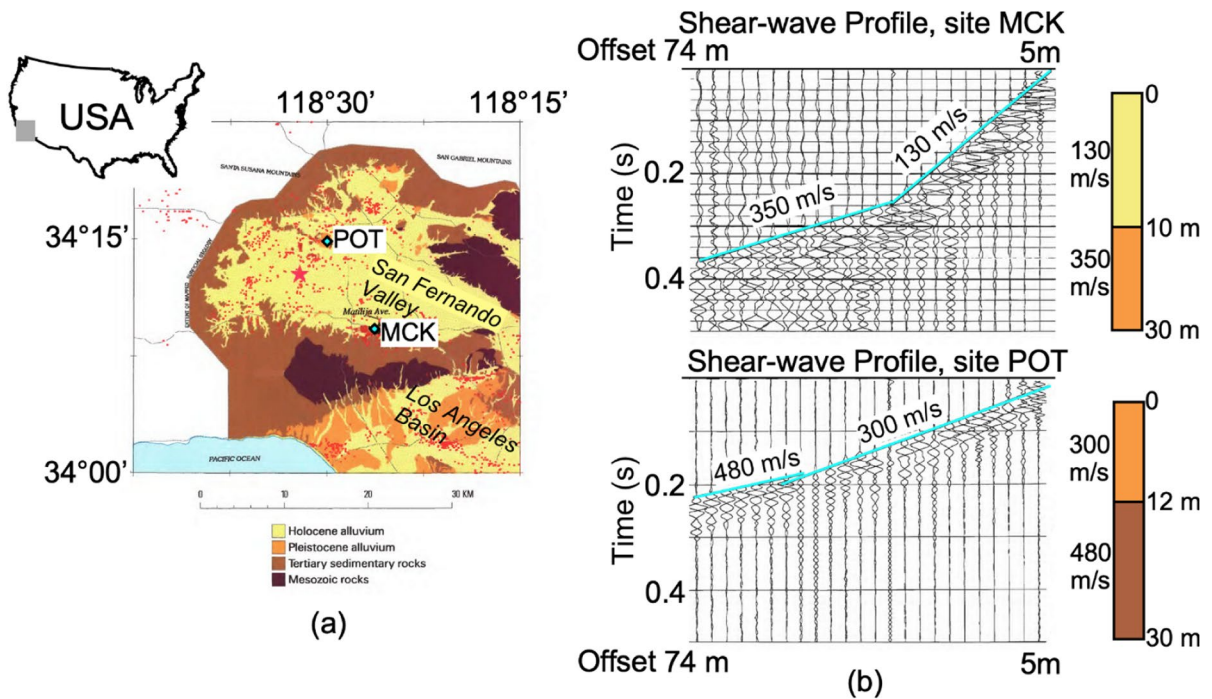 USA
118°30’
118°15’
SAN GABRIEL MOUNTAINS
SANTA SUSANA MOUNTAINS
34°15’
POT
San Fernando
Valley
Matilija Ave.
MCK
Los Angeles
Basin
34°00’
PACIFIC OCEAN
0 10 20 30 KM
Holocene alluvium
Pleistocene alluvium
Tertiary sedimentary rocks
Mesozoic rocks
(a)
Shear-wave Profile, site MCK
Offset 74 m 5m
130 m/s
350 m/s
Time (s)
0.2
0.4
0
130
m/s
10 m
350
m/s
30 m
Shear-wave Profile, site POT
300 m/s
480 m/s
Time (s)
0.2
0.4
Offset 74 m 5m
0
300
m/s
12 m
480
m/s
30 m
(b)